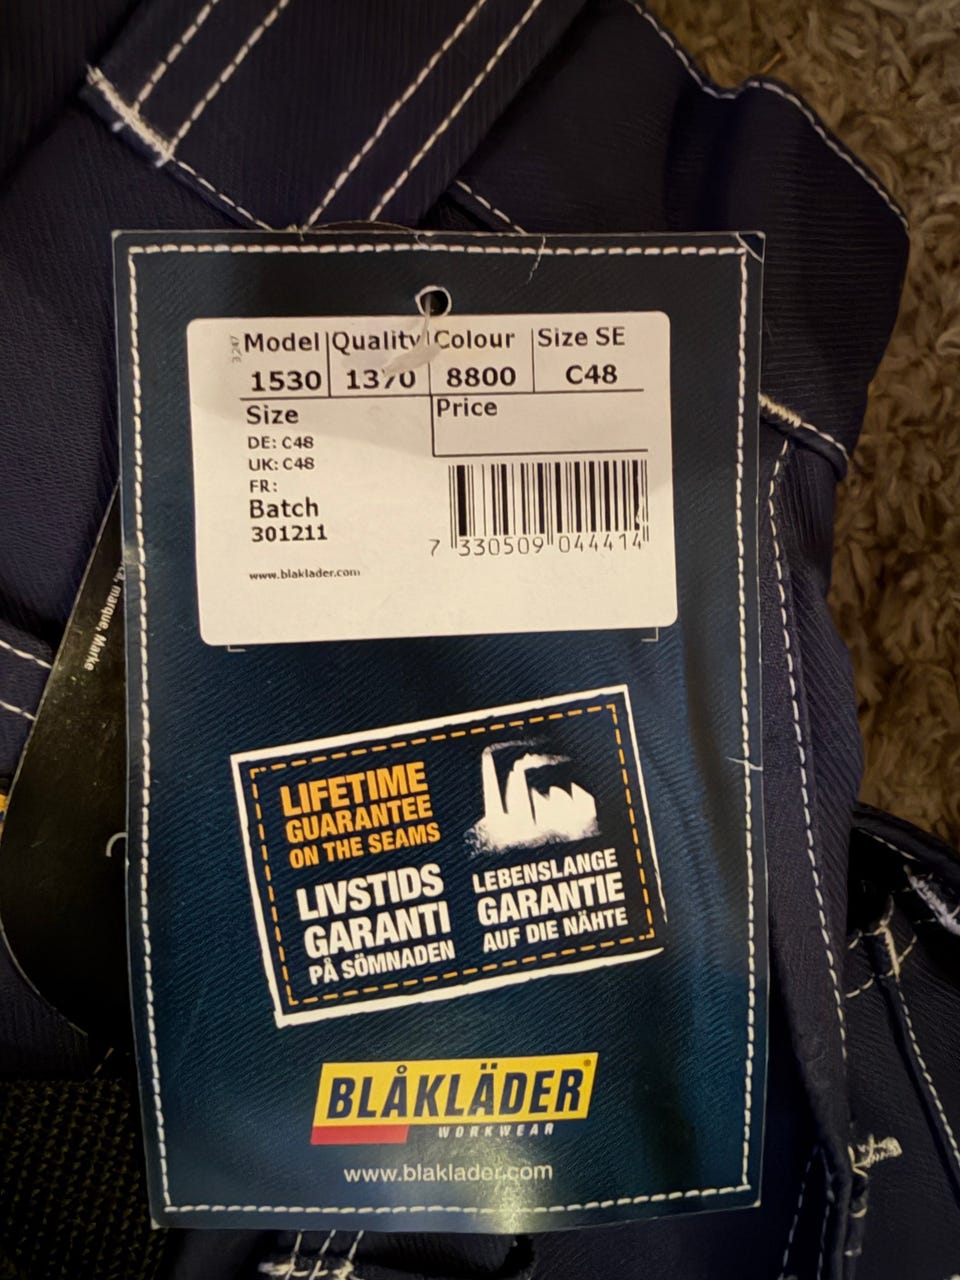 3247
Model Quality Colour Size SE
1530 1370 8800 C48
Size Price
DE: C48
UK: C48
FR:
Batch
301211
7 330509 044414
www.blaklader.com
marque, Marke
LIFETIME
GUARANTEE
ON THE SEAMS
LIVSTIDS
GARANTI
PÅ SÖMNADEN
LEBENSLANGE
GARANTIE
AUF DIE NÄHTE
BLÅKLÄDER®
WORKWEAR
www.blaklader.com